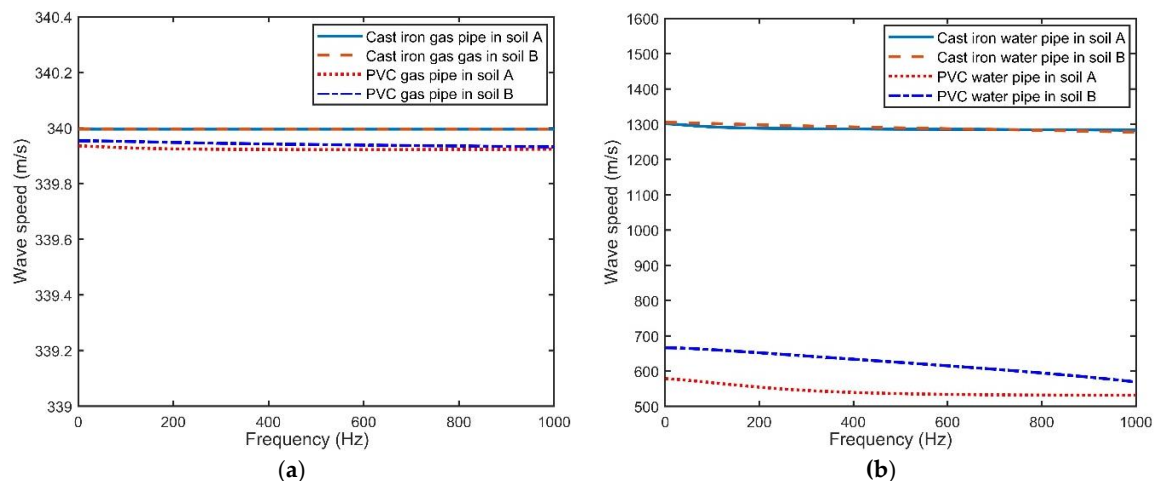 340.4
340.2
340
339.8
339.6
339.4
339.2
339
Wave speed (m/s)
0
200
400
600
800
1000
Frequency (Hz)
Cast iron gas pipe in soil A
Cast iron gas gas in soil B
PVC gas pipe in soil A
PVC gas pipe in soil B
(a)
1600
1500
1400
1300
1200
1100
1000
900
800
700
600
500
Wave speed (m/s)
0
200
400
600
800
1000
Frequency (Hz)
Cast iron water pipe in soil A
Cast iron water pipe in soil B
PVC water pipe in soil A
PVC water pipe in soil B
(b)